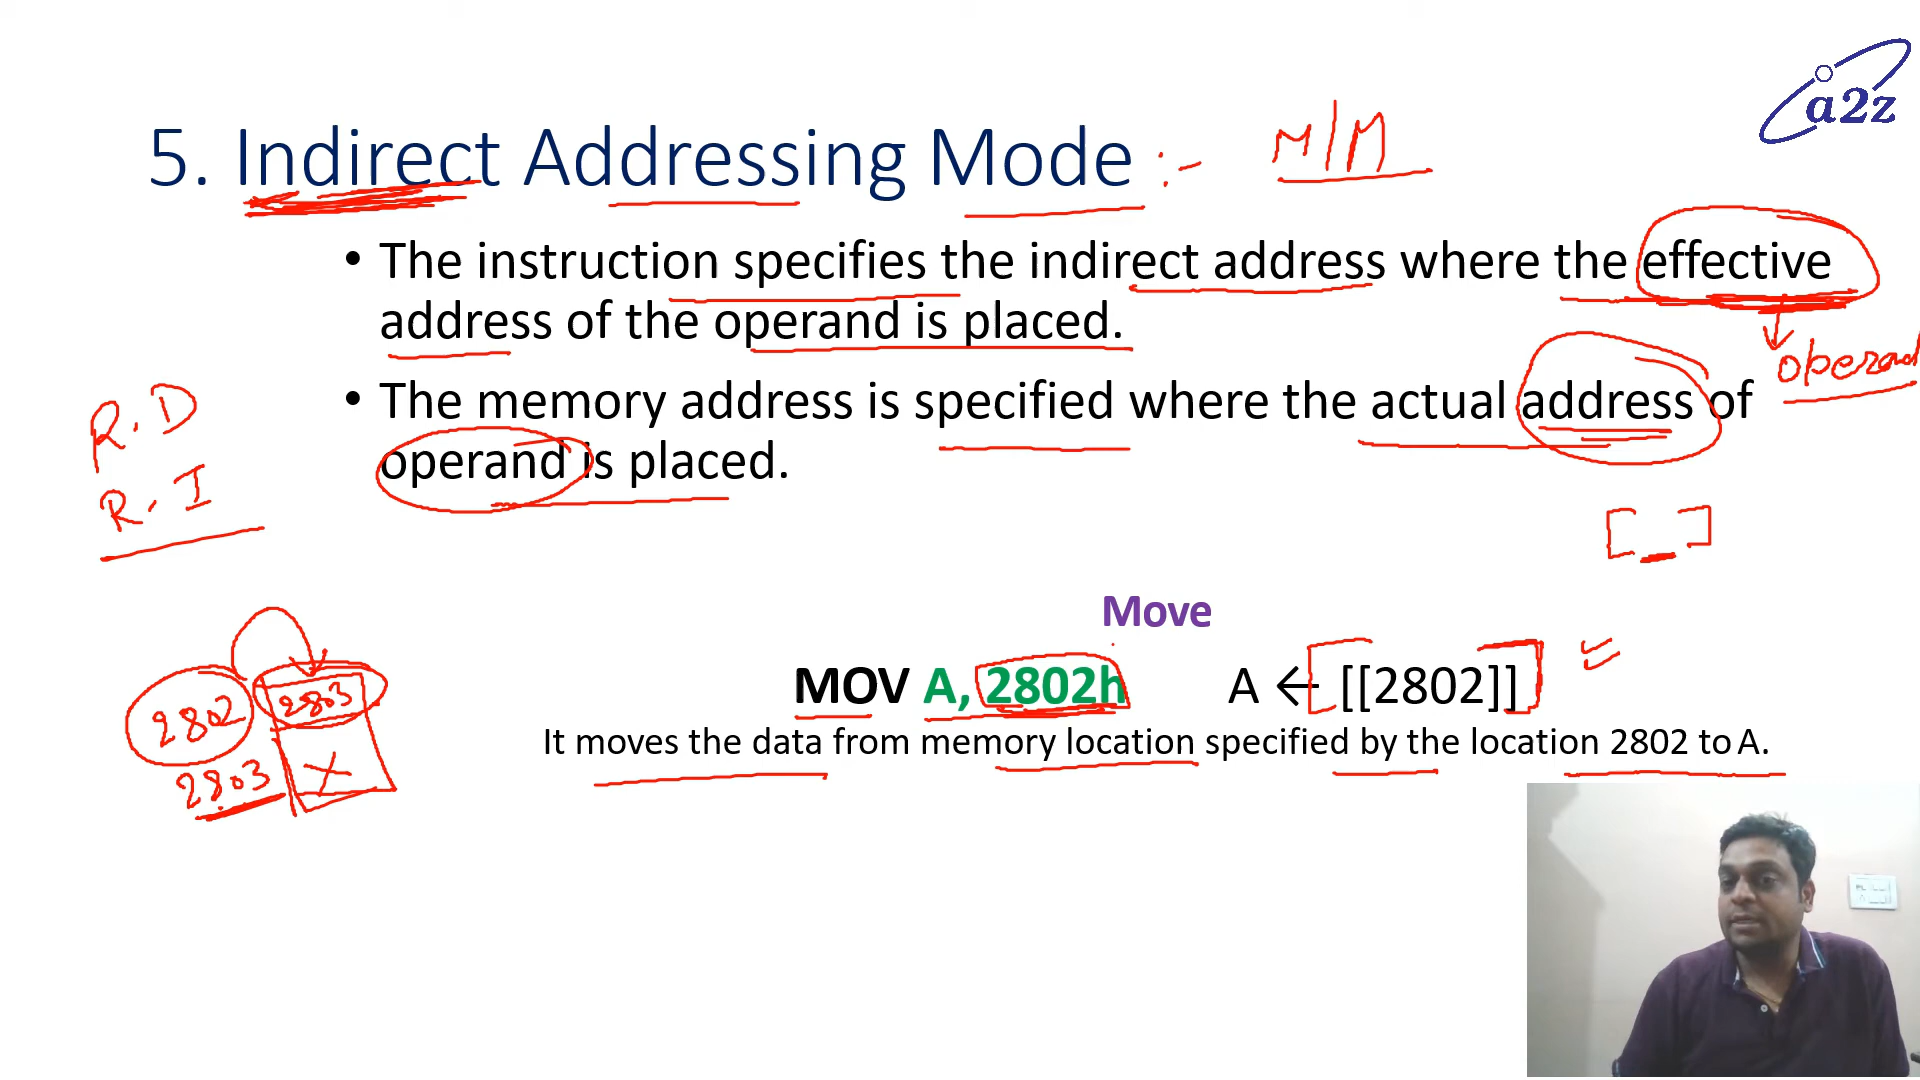 a2z
5. Indirect Addressing Mode :-
M/M
• The instruction specifies the indirect address where the effective
address of the operand is placed.
operand
• The memory address is specified where the actual address of
operand is placed.
R.D
R.I
[ _ ]
Move
MOV A, 2802h A ← [[2802]]
It moves the data from memory location specified by the location 2802 to A.
2802 2803
2803 X